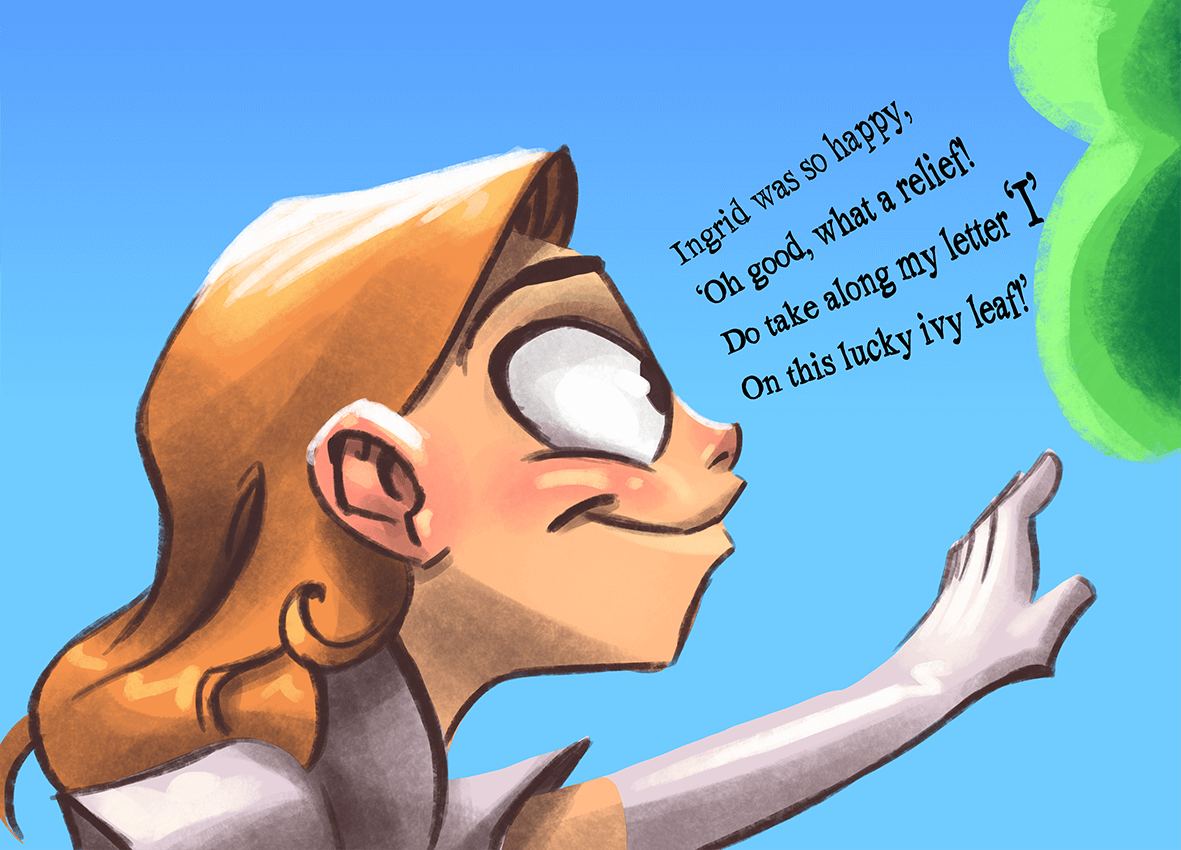 Ingrid was so happy,
‘Oh good, what a relief!
Do take along my letter ‘I’
On this lucky ivy leaf!’